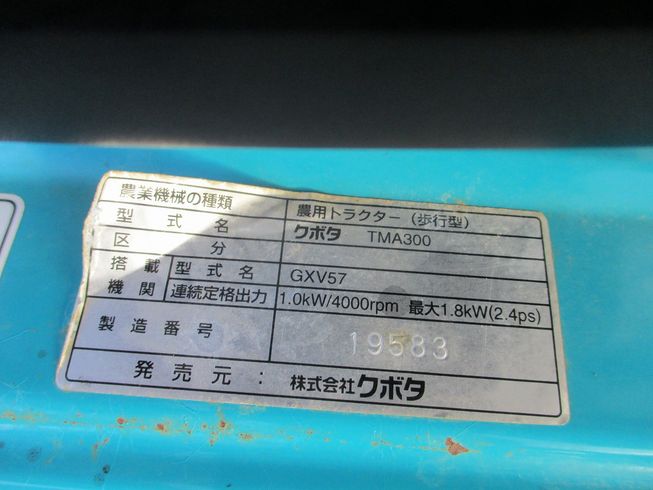 農業機械の種類 農用トラクター(歩行型)
型式名 クボタ TMA300
区分
搭載機関 型式名 GXV57
連続定格出力 1.0kW/4000rpm 最大1.8kW(2.4ps)
製造番号 19583
発売元: 株式会社クボタ